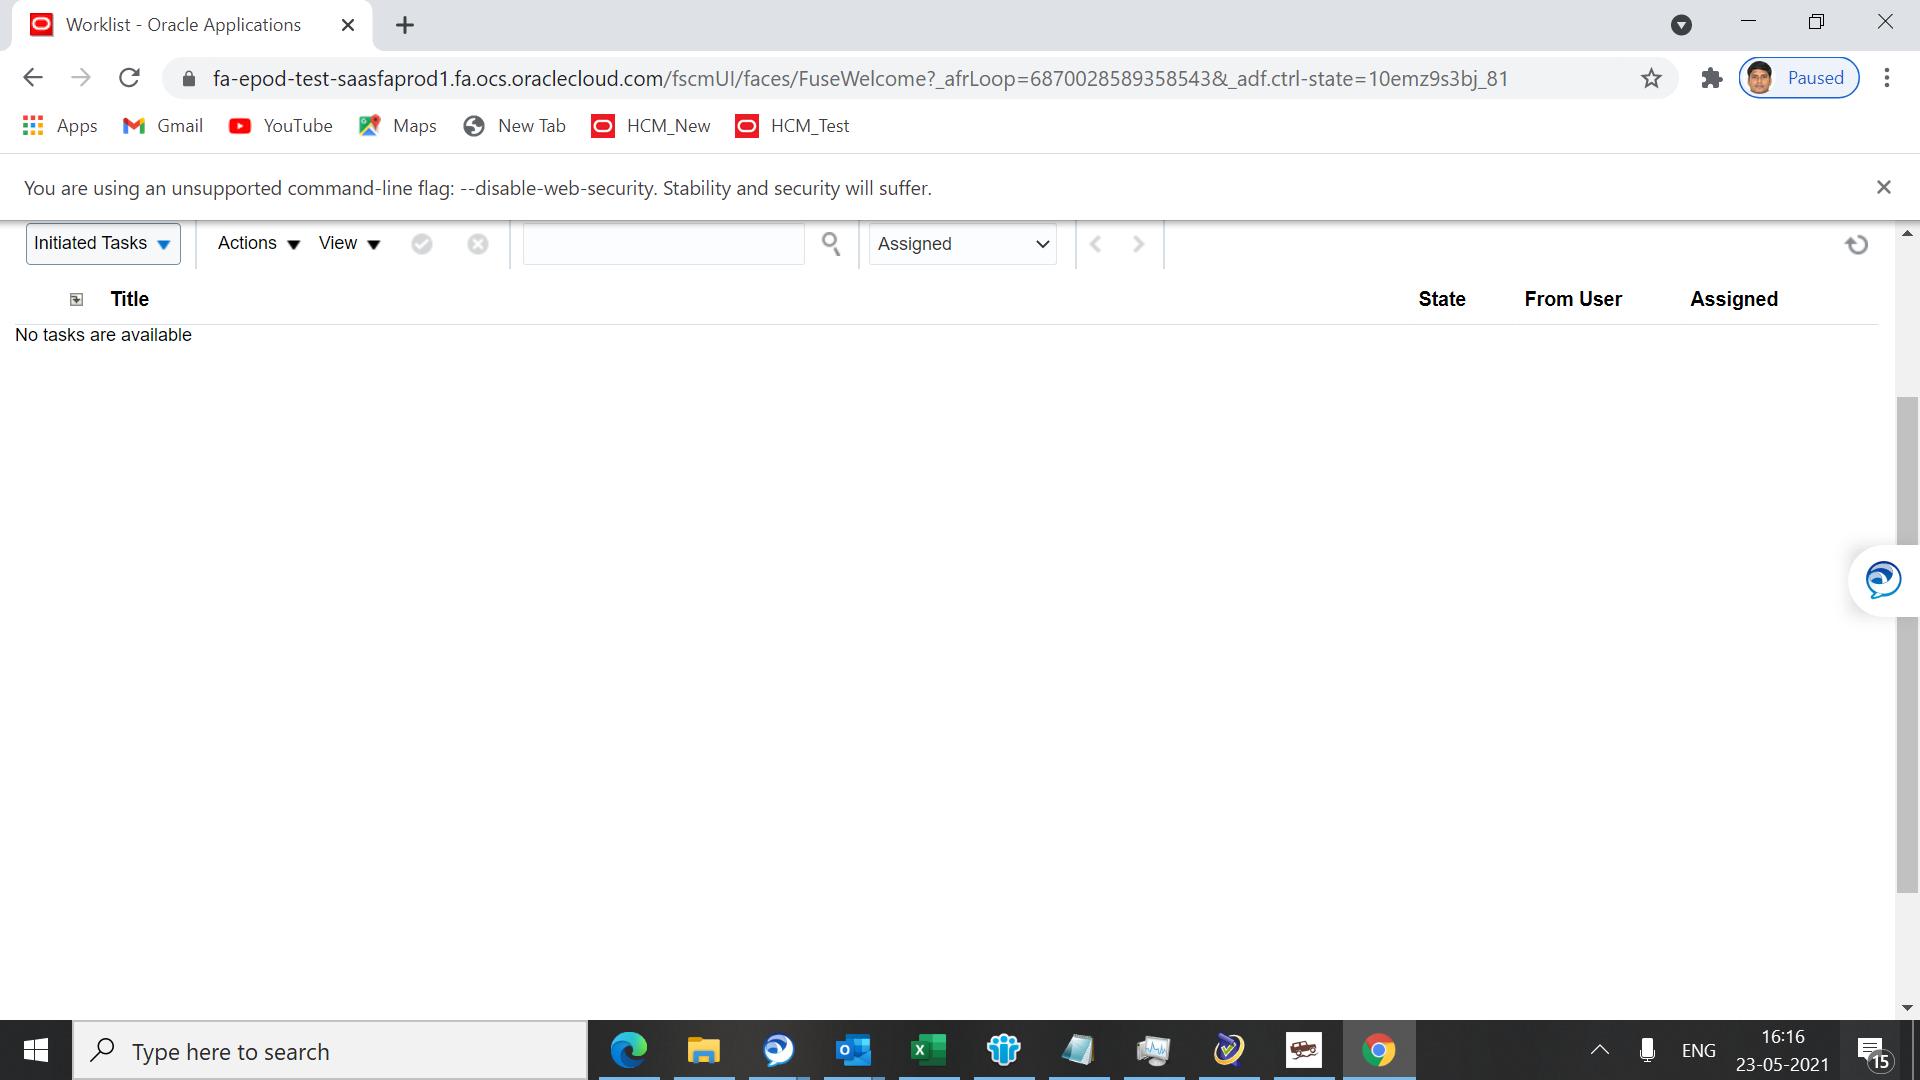 Worklist - Oracle Applications
fa-epod-test-saasfaprod1.fa.ocs.oraclecloud.com/fscmUI/faces/FuseWelcome?_afrLoop=6870028589358543&_adf.ctrl-state=10emz9s3bj_81
Paused
Apps Gmail YouTube Maps New Tab HCM_New HCM_Test
You are using an unsupported command-line flag: --disable-web-security. Stability and security will suffer.
Initiated Tasks Actions View Assigned
Title State From User Assigned
No tasks are available
Type here to search
ENG
16:16
23-05-2021
15